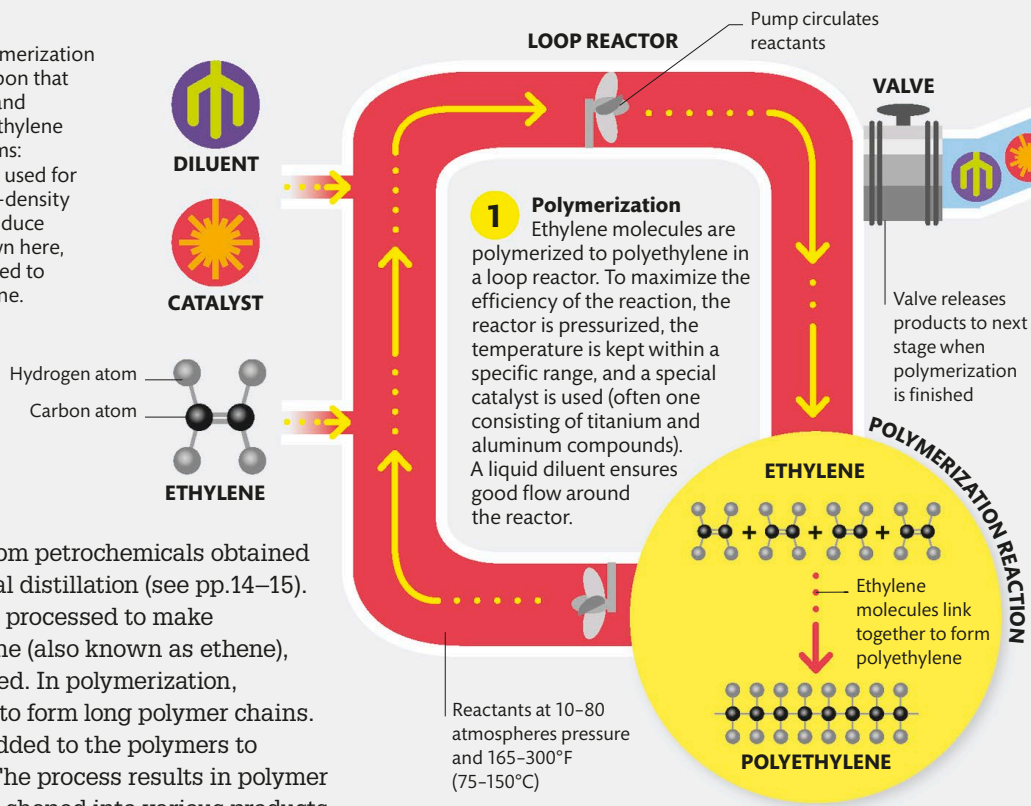 merization
bon that
and
thylene
ms:
used for
-density
duce
wn here,
ed to
ne.
DILUENT
CATALYST
Hydrogen atom
Carbon atom
ETHYLENE
LOOP REACTOR
Pump circulates
reactants
VALVE
Valve releases
products to next
stage when
polymerization
is finished
1 Polymerization
Ethylene molecules are
polymerized to polyethylene in
a loop reactor. To maximize the
efficiency of the reaction, the
reactor is pressurized, the
temperature is kept within a
specific range, and a special
catalyst is used (often one
consisting of titanium and
aluminum compounds).
A liquid diluent ensures
good flow around
the reactor.
POLYMERIZATION REACTION
ETHYLENE
+ + +
Ethylene
molecules link
together to form
polyethylene
POLYETHYLENE
Reactants at 10–80
atmospheres pressure
and 165–300°F
(75–150°C)
om petrochemicals obtained
al distillation (see pp.14–15).
processed to make
ne (also known as ethene),
ed. In polymerization,
to form long polymer chains.
dded to the polymers to
The process results in polymer
shaped into various products